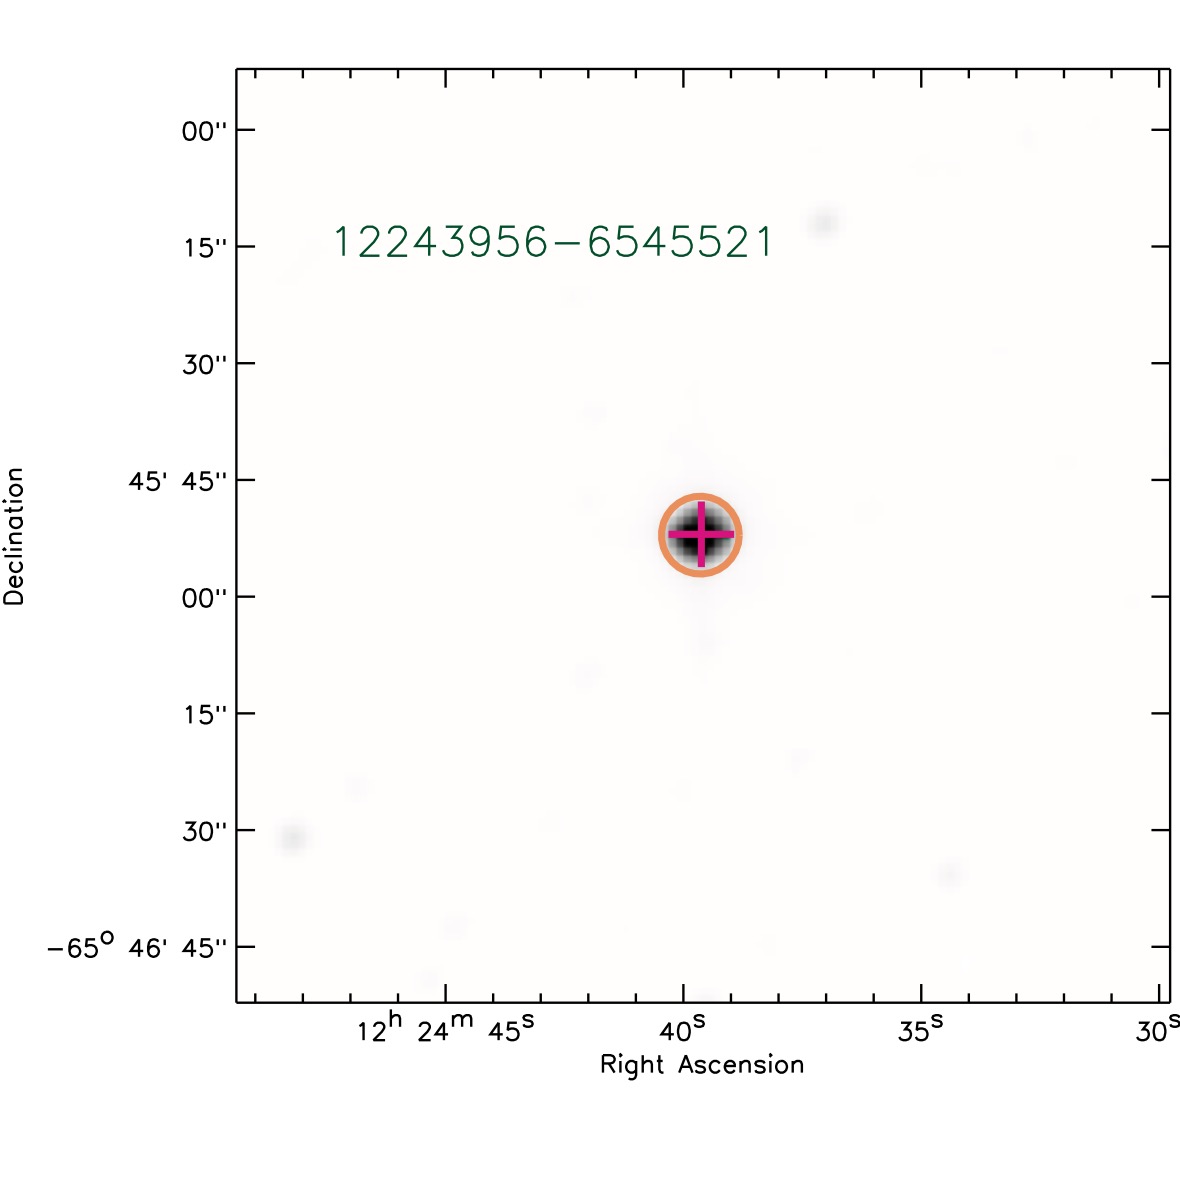 00"
12243956-6545521
15"
30"
45' 45"
Declination
00"
15"
30"
-65° 46' 45"
12h 24m 45s 40s 35s 30s
Right Ascension